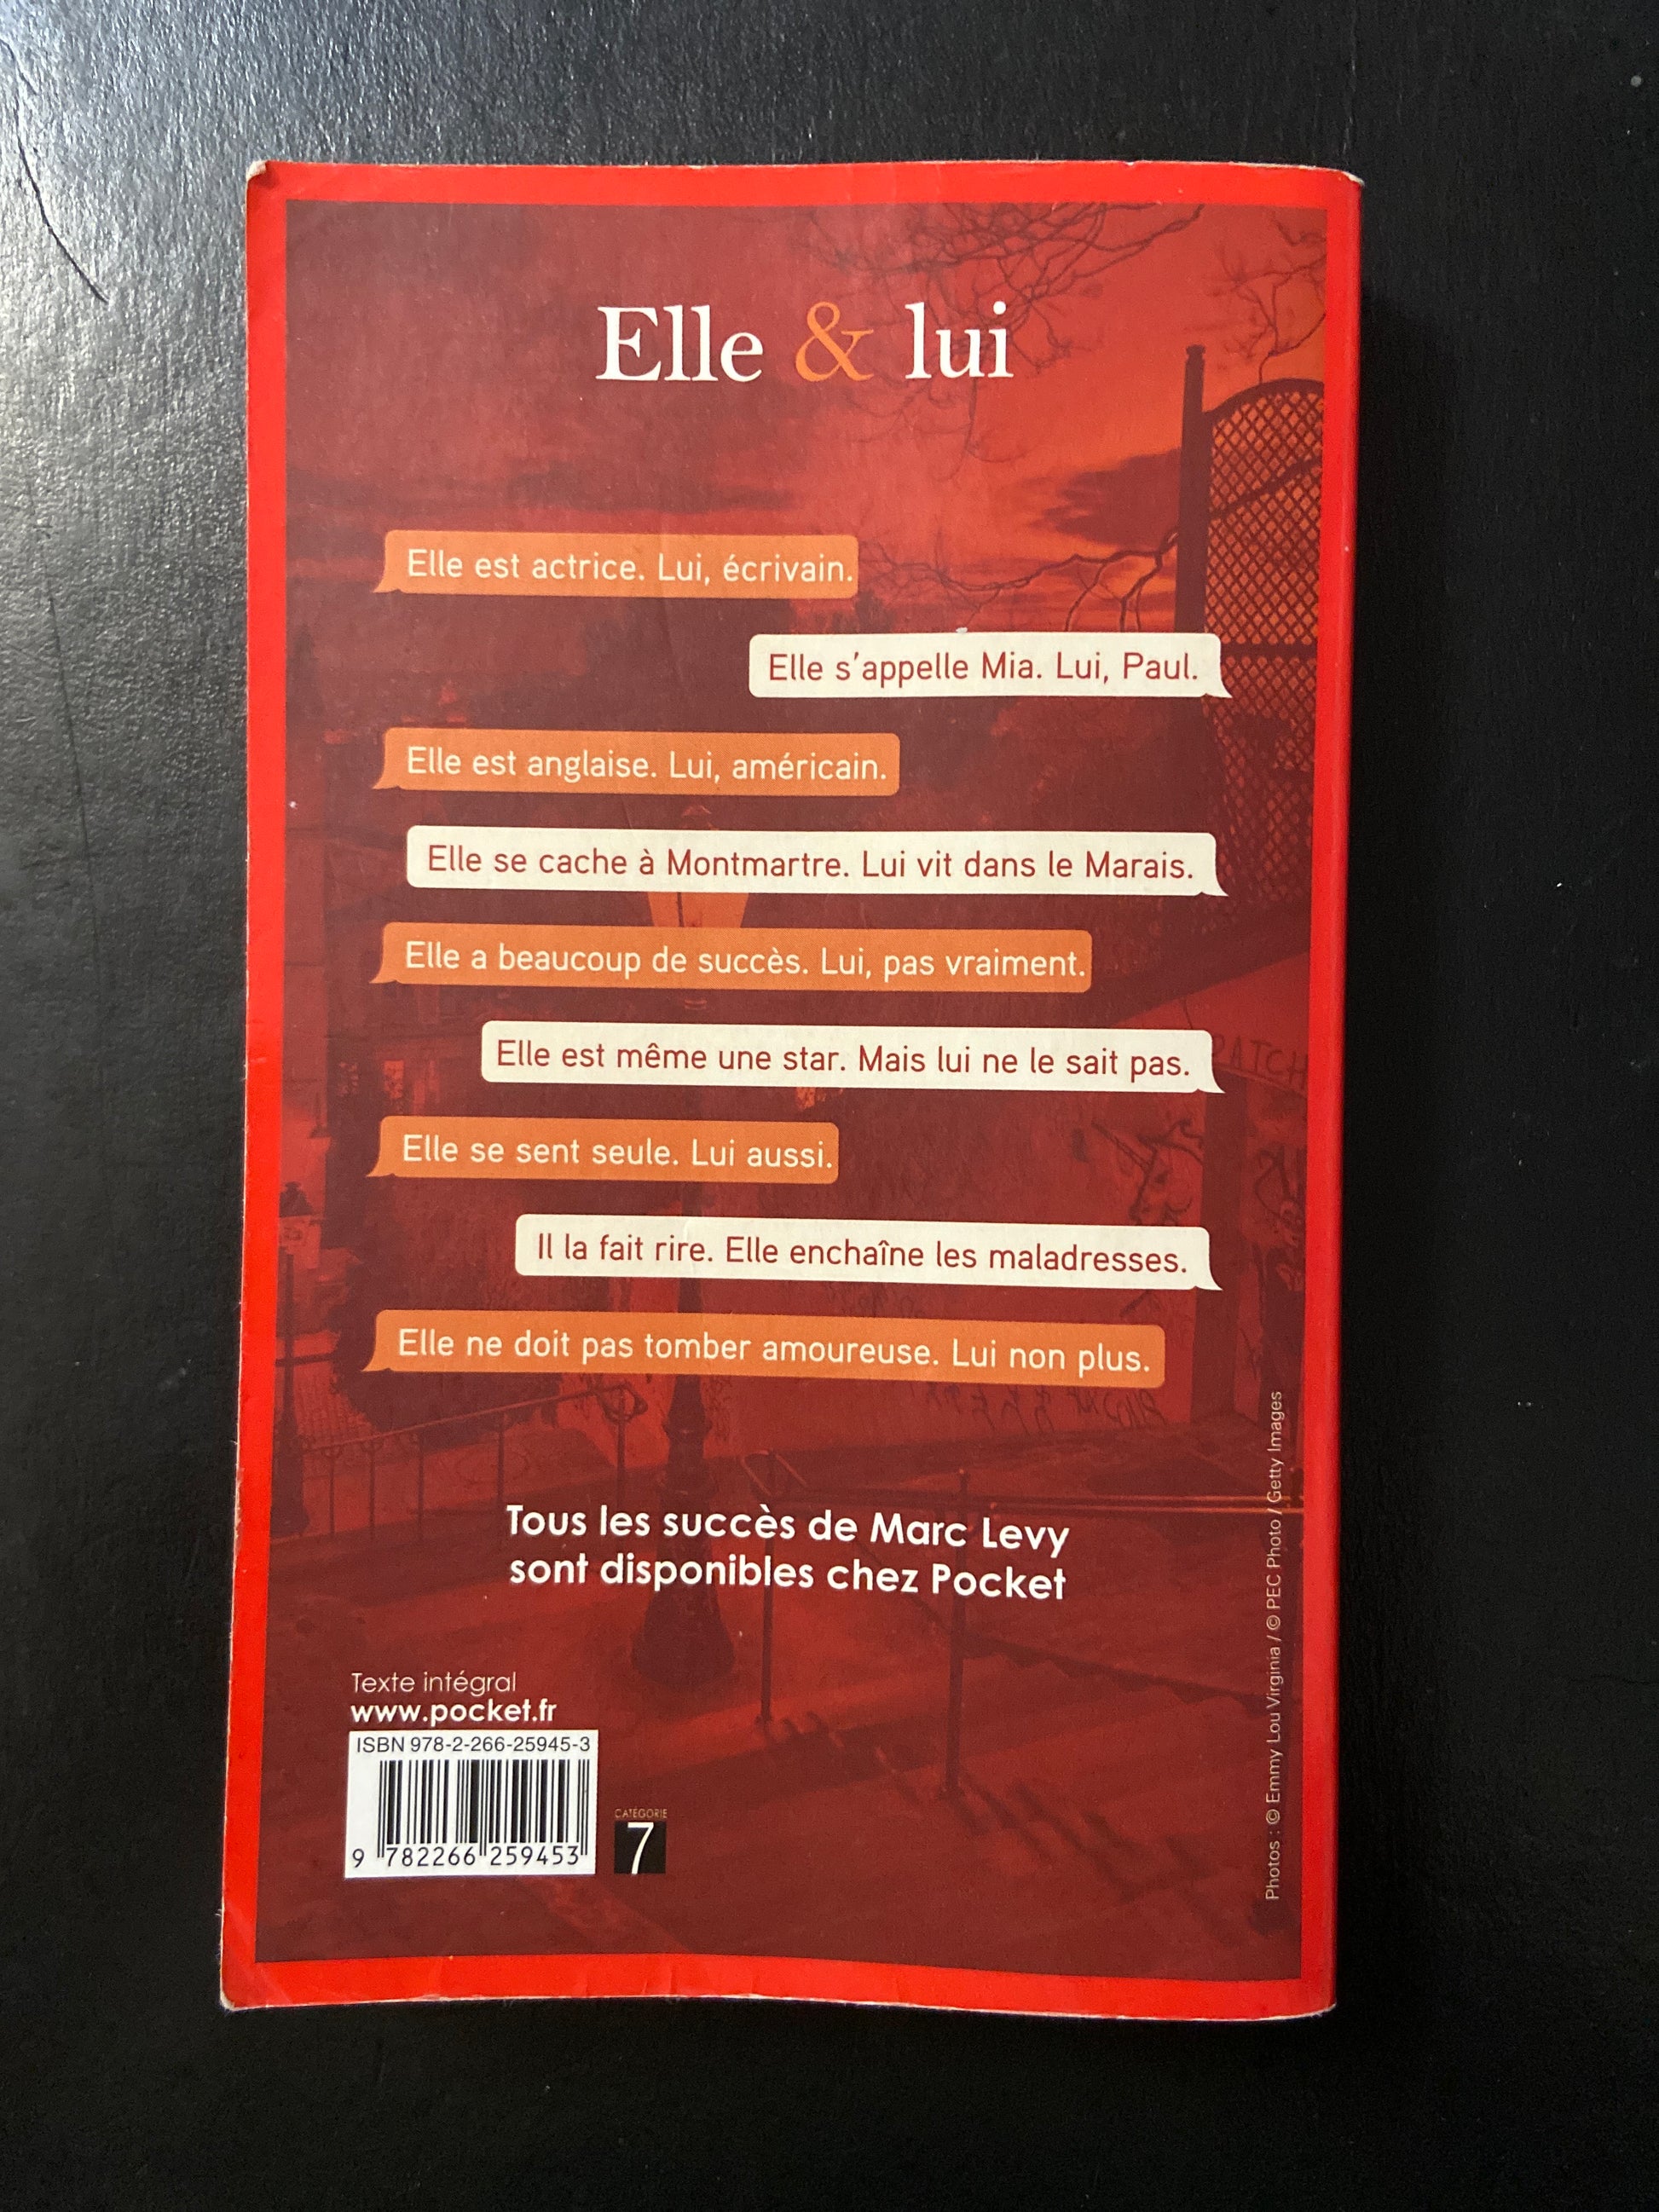 Elle & lui
Elle est actrice. Lui, écrivain.
Elle s'appelle Mia. Lui, Paul.
Elle est anglaise. Lui, américain.
Elle se cache à Montmartre. Lui vit dans le Marais.
Elle a beaucoup de succès. Lui, pas vraiment.
Elle est même une star. Mais lui ne le sait pas.
Elle se sent seule. Lui aussi.
Il la fait rire. Elle enchaîne les maladresses.
Elle ne doit pas tomber amoureuse. Lui non plus.
Tous les succès de Marc Levy
sont disponibles chez Pocket
Texte intégral
www.pocket.fr
ISBN 978-2-266-25945-3
9 782266 259453
CATÉGORIE
7
Photos : © Emmy Lou Virginia / © PEC Photo / Getty Images